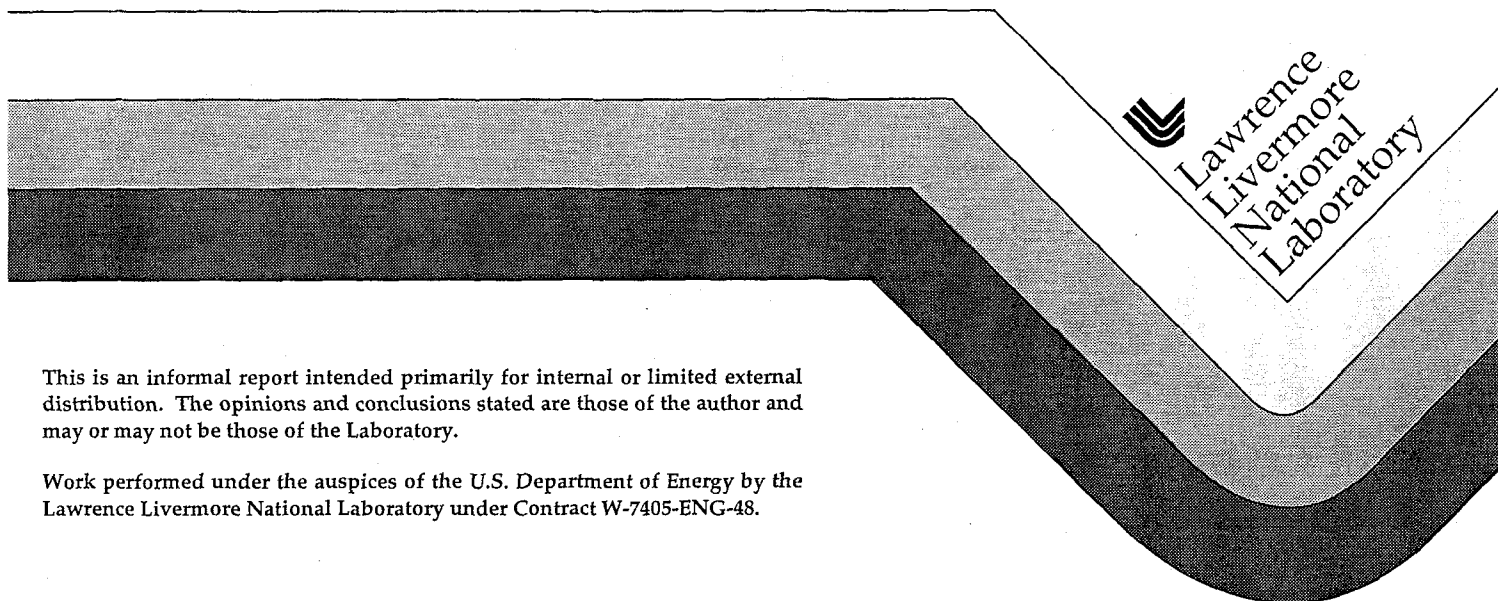 Lawrence
Livermore
National
Laboratory
This is an informal report intended primarily for internal or limited external
distribution. The opinions and conclusions stated are those of the author and
may or may not be those of the Laboratory.
Work performed under the auspices of the U.S. Department of Energy by the
Lawrence Livermore National Laboratory under Contract W-7405-ENG-48.